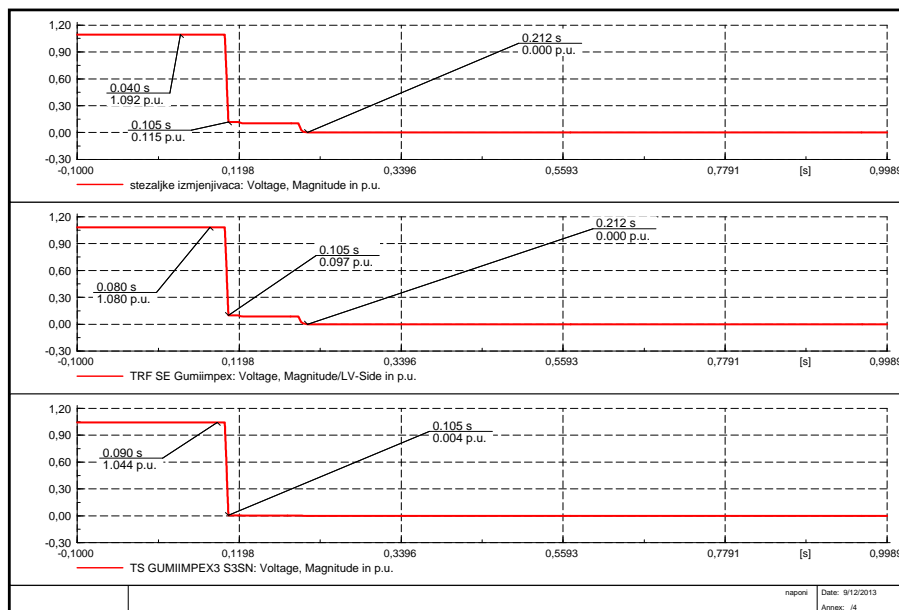 1,20
0,90
0,60
0,30
0,00
-0,30
-0,1000 0,1198 0,3396 0,5593 0,7791 [s] 0,9989
0.040 s
1.092 p.u.
0.105 s
0.115 p.u.
0.212 s
0.000 p.u.
stezaljke izmjenjivaca: Voltage, Magnitude in p.u.
1,20
0,90
0,60
0,30
0,00
-0,30
-0,1000 0,1198 0,3396 0,5593 0,7791 [s] 0,9989
0.080 s
1.080 p.u.
0.105 s
0.097 p.u.
0.212 s
0.000 p.u.
TRF SE Gumiimpex: Voltage, Magnitude/LV-Side in p.u.
1,20
0,90
0,60
0,30
0,00
-0,30
-0,1000 0,1198 0,3396 0,5593 0,7791 [s] 0,9989
0.090 s
1.044 p.u.
0.105 s
0.004 p.u.
TS GUMIIMPEX3 S3SN: Voltage, Magnitude in p.u.
naponi
Date: 9/12/2013
Annex: /4